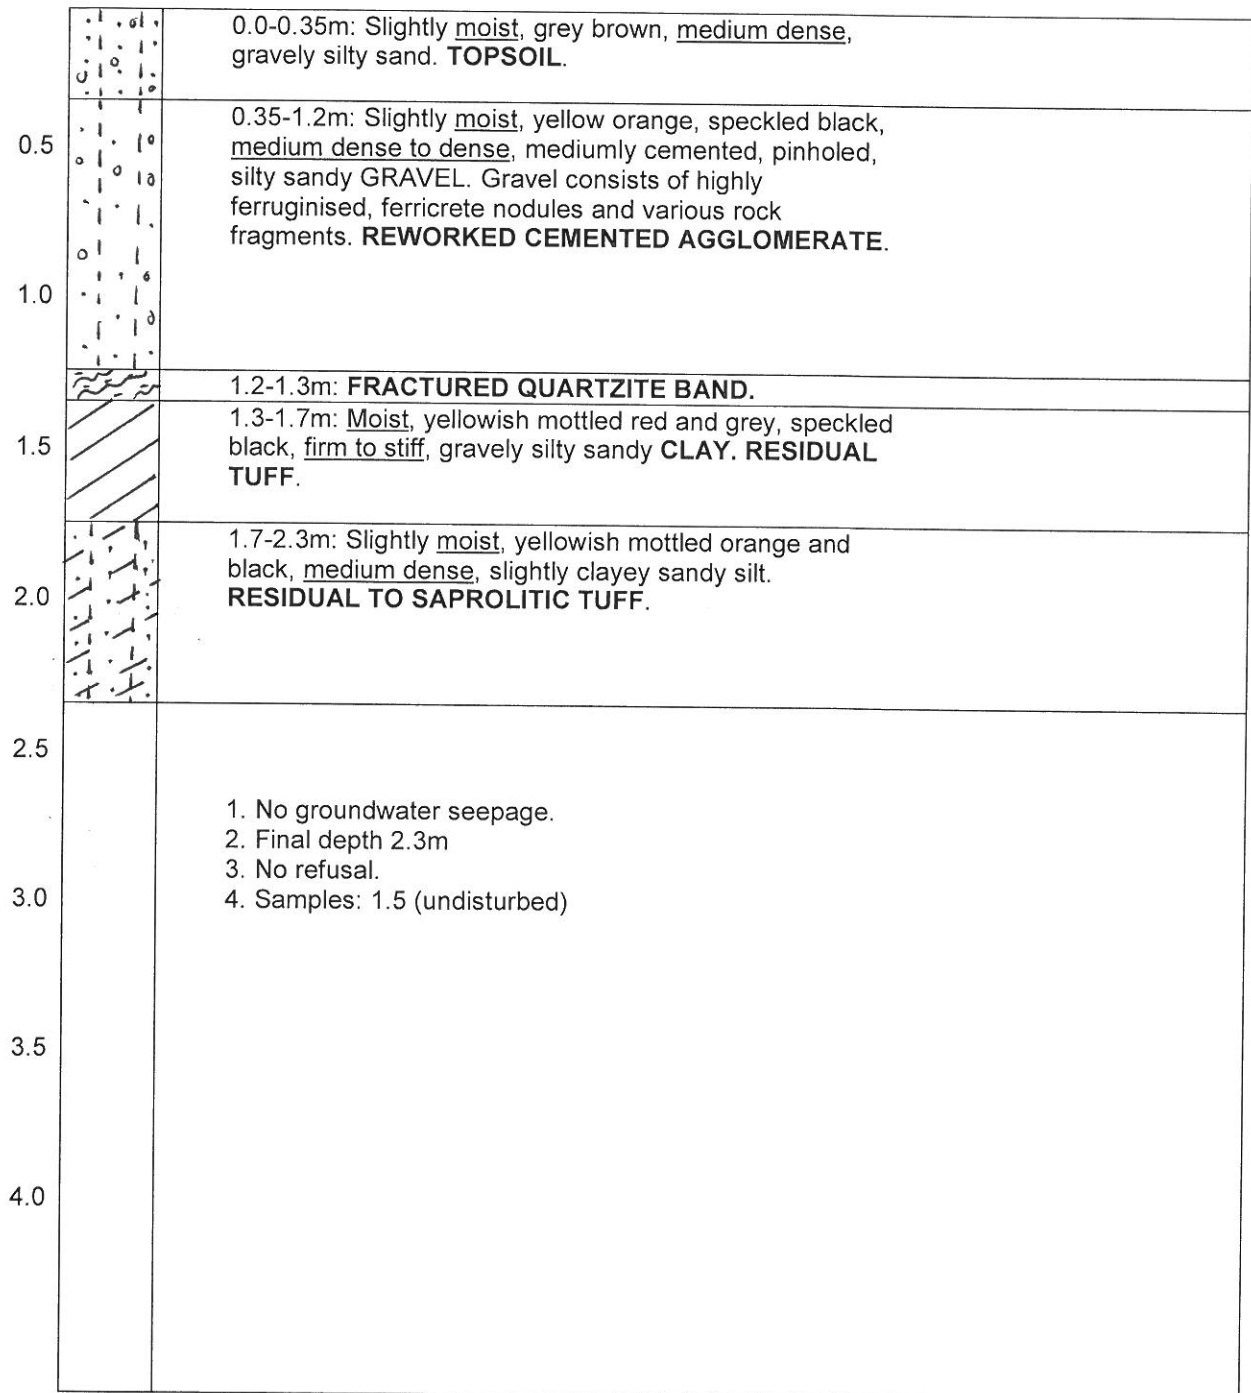 0.0-0.35m: Slightly moist, grey brown, medium dense,
gravely silty sand. TOPSOIL.
0.35-1.2m: Slightly moist, yellow orange, speckled black,
0.5
medium dense to dense, mediumly cemented, pinholed,
silty sandy GRAVEL. Gravel consists of highly
ferruginised, ferricrete nodules and various rock
fragments. REWORKED CEMENTED AGGLOMERATE.
1.0
1.2-1.3m: FRACTURED QUARTZITE BAND.
1.3-1.7m: Moist, yellowish mottled red and grey, speckled
1.5
black, firm to stiff, gravely silty sandy CLAY. RESIDUAL
TUFF.
1.7-2.3m: Slightly moist, yellowish mottled orange and
black, medium dense, slightly clayey sandy silt.
2.0
RESIDUAL TO SAPROLITIC TUFF.
2.5
1. No groundwater seepage.
2. Final depth 2.3m
3. No refusal.
3.0
4. Samples: 1.5 (undisturbed)
3.5
4.0